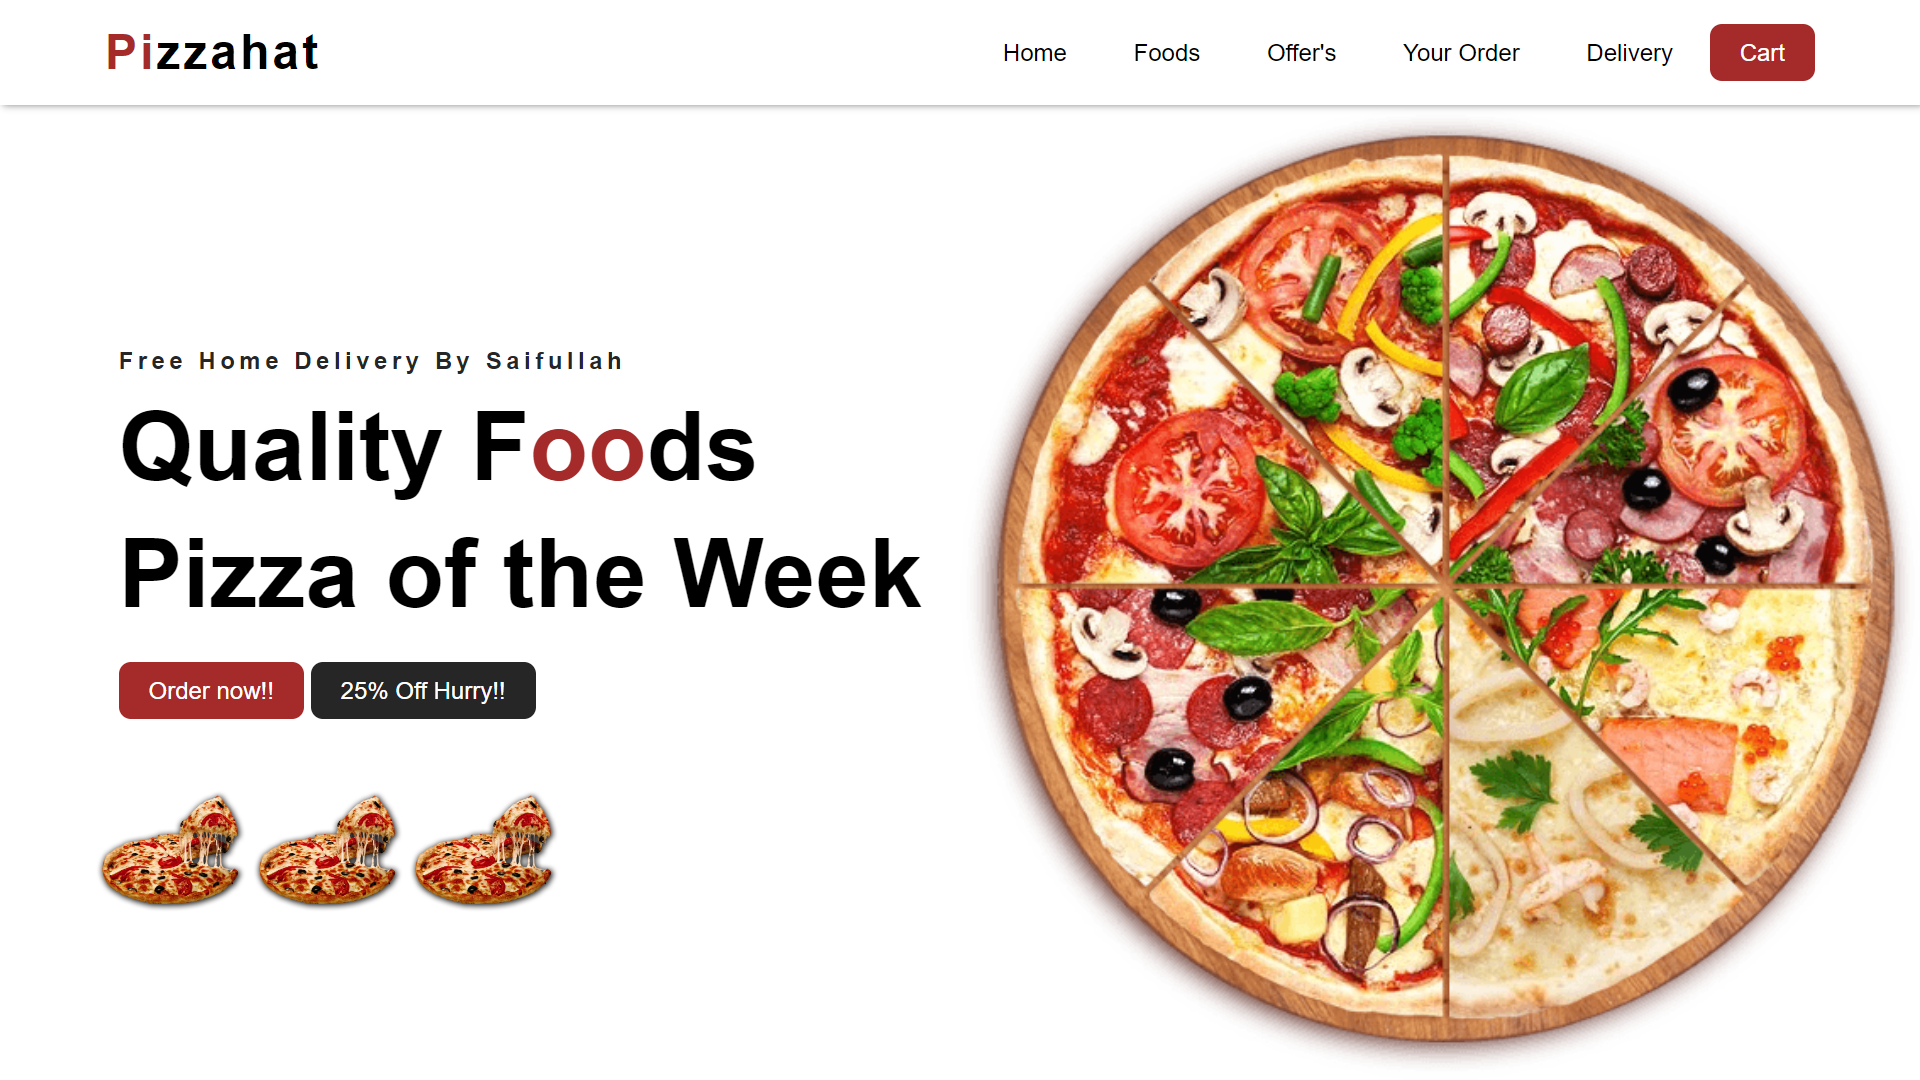 Pizzahat
Home Foods Offer's Your Order Delivery Cart
Free Home Delivery By Saifullah
Quality Foods
Pizza of the Week
Order now!! 25% Off Hurry!!